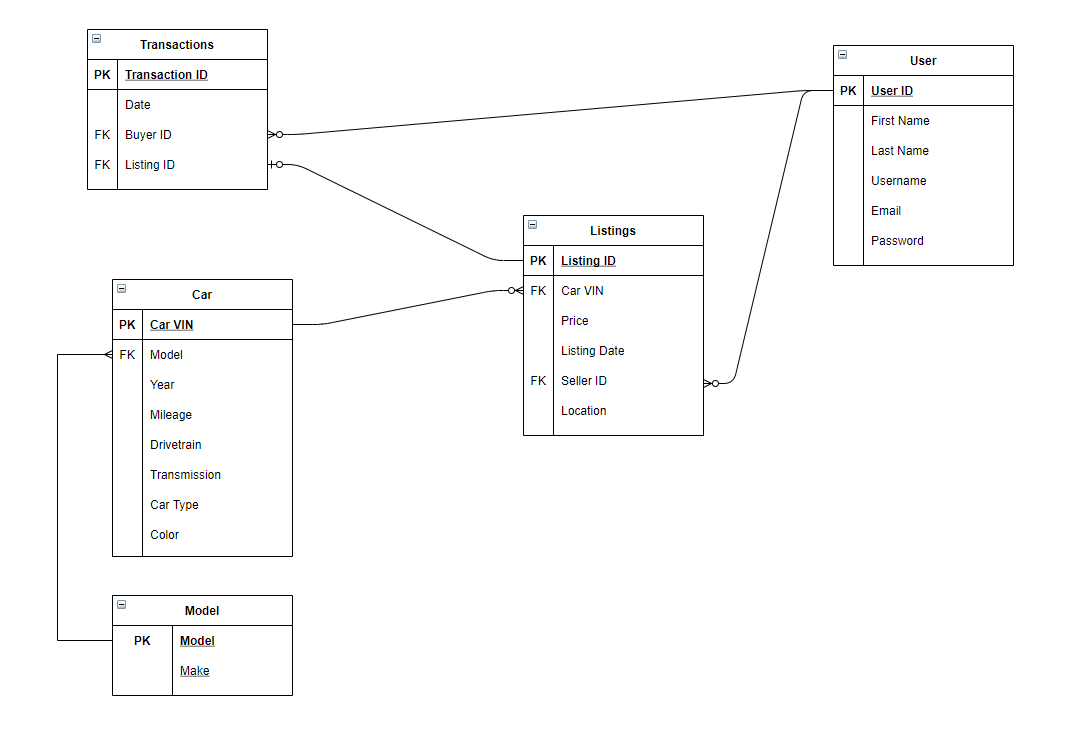 Transactions
PK Transaction ID
Date
FK Buyer ID
FK Listing ID
User
PK User ID
First Name
Last Name
Username
Email
Password
Listings
PK Listing ID
FK Car VIN
Price
Listing Date
FK Seller ID
Location
Car
PK Car VIN
FK Model
Year
Mileage
Drivetrain
Transmission
Car Type
Color
Model
PK Model
Make